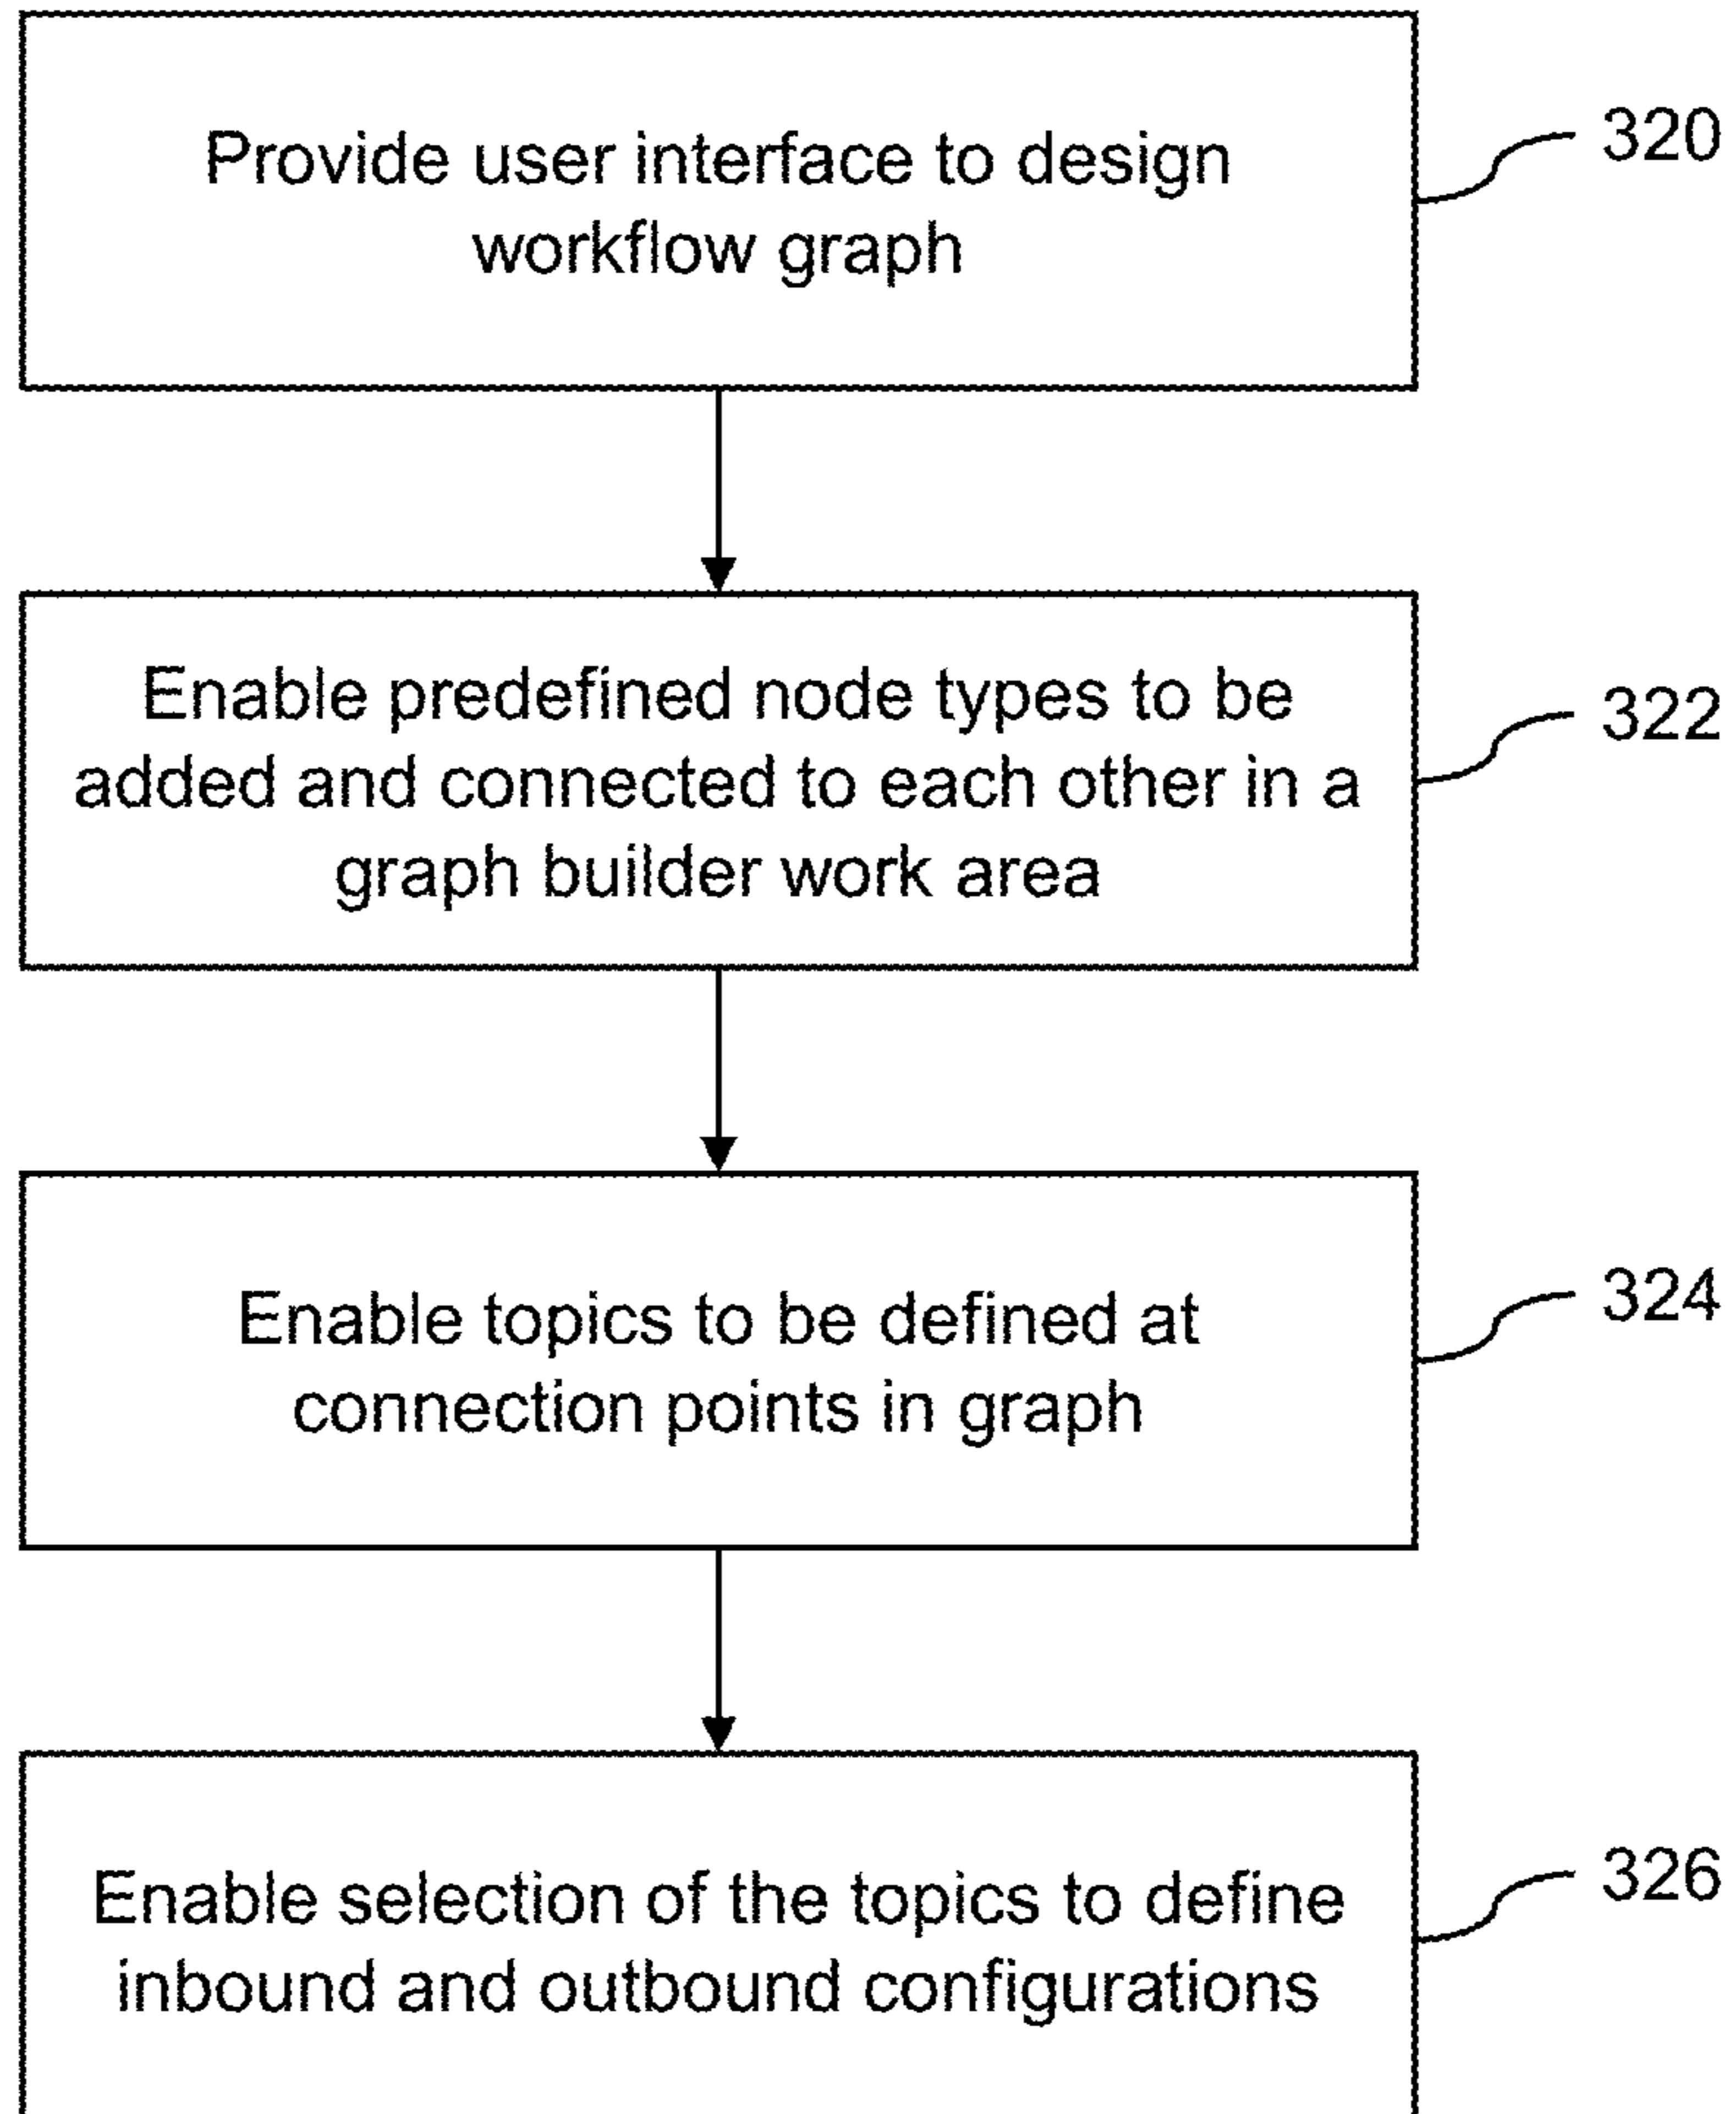 Provide user interface to design
workflow graph
320
Enable predefined node types to be
added and connected to each other in a
graph builder work area
322
Enable topics to be defined at
connection points in graph
324
Enable selection of the topics to define
inbound and outbound configurations
326